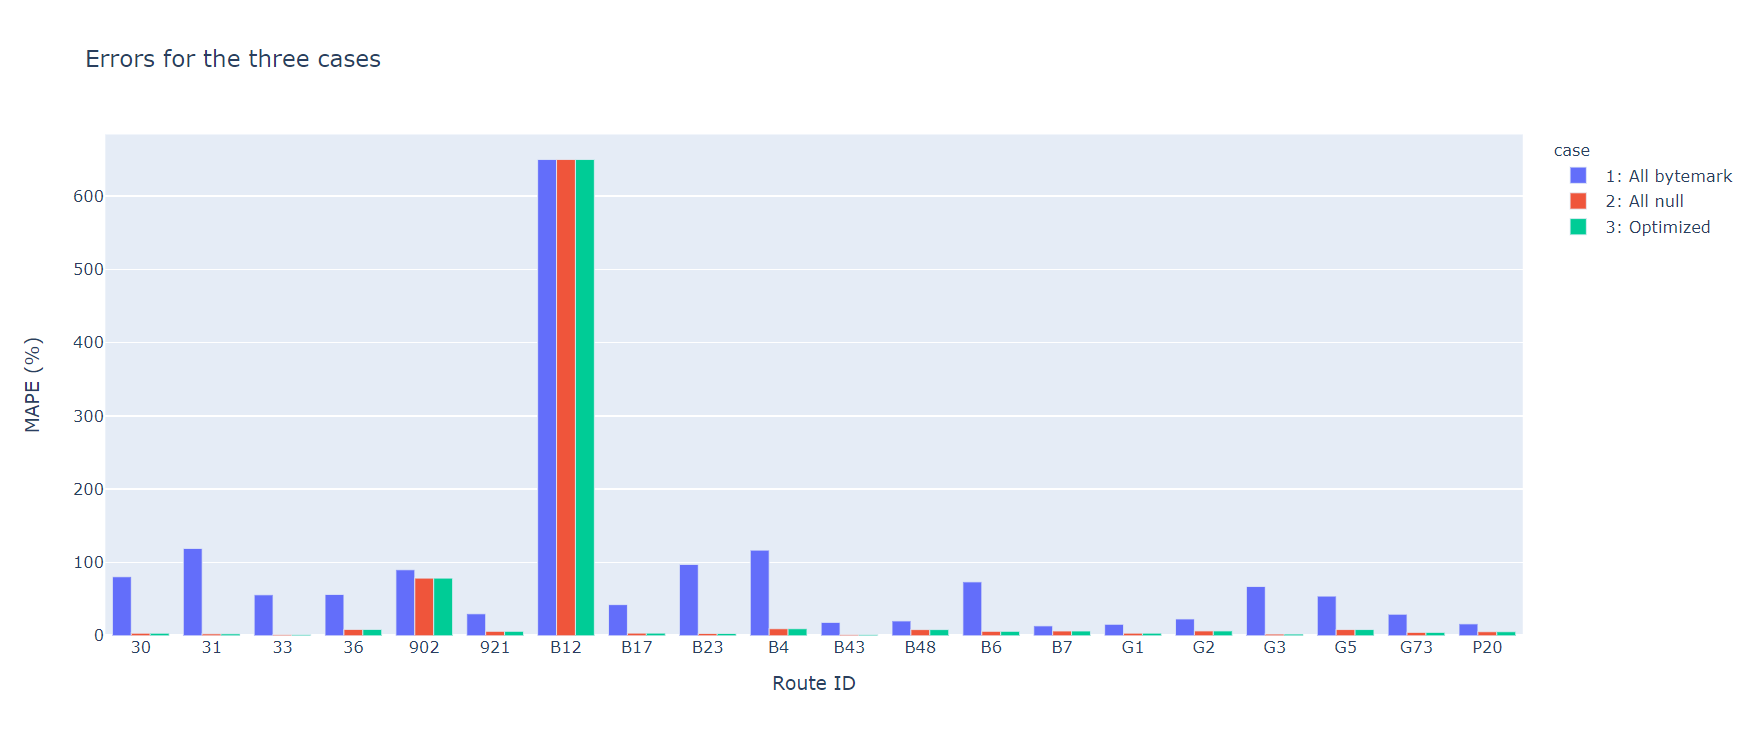 Errors for the three cases
case
1: All bytemark
2: All null
3: Optimized
MAPE (%)
600
500
400
300
200
100
0
30 31 33 36 902 921 B12 B17 B23 B4 B43 B48 B6 B7 G1 G2 G3 G5 G73 P20
Route ID